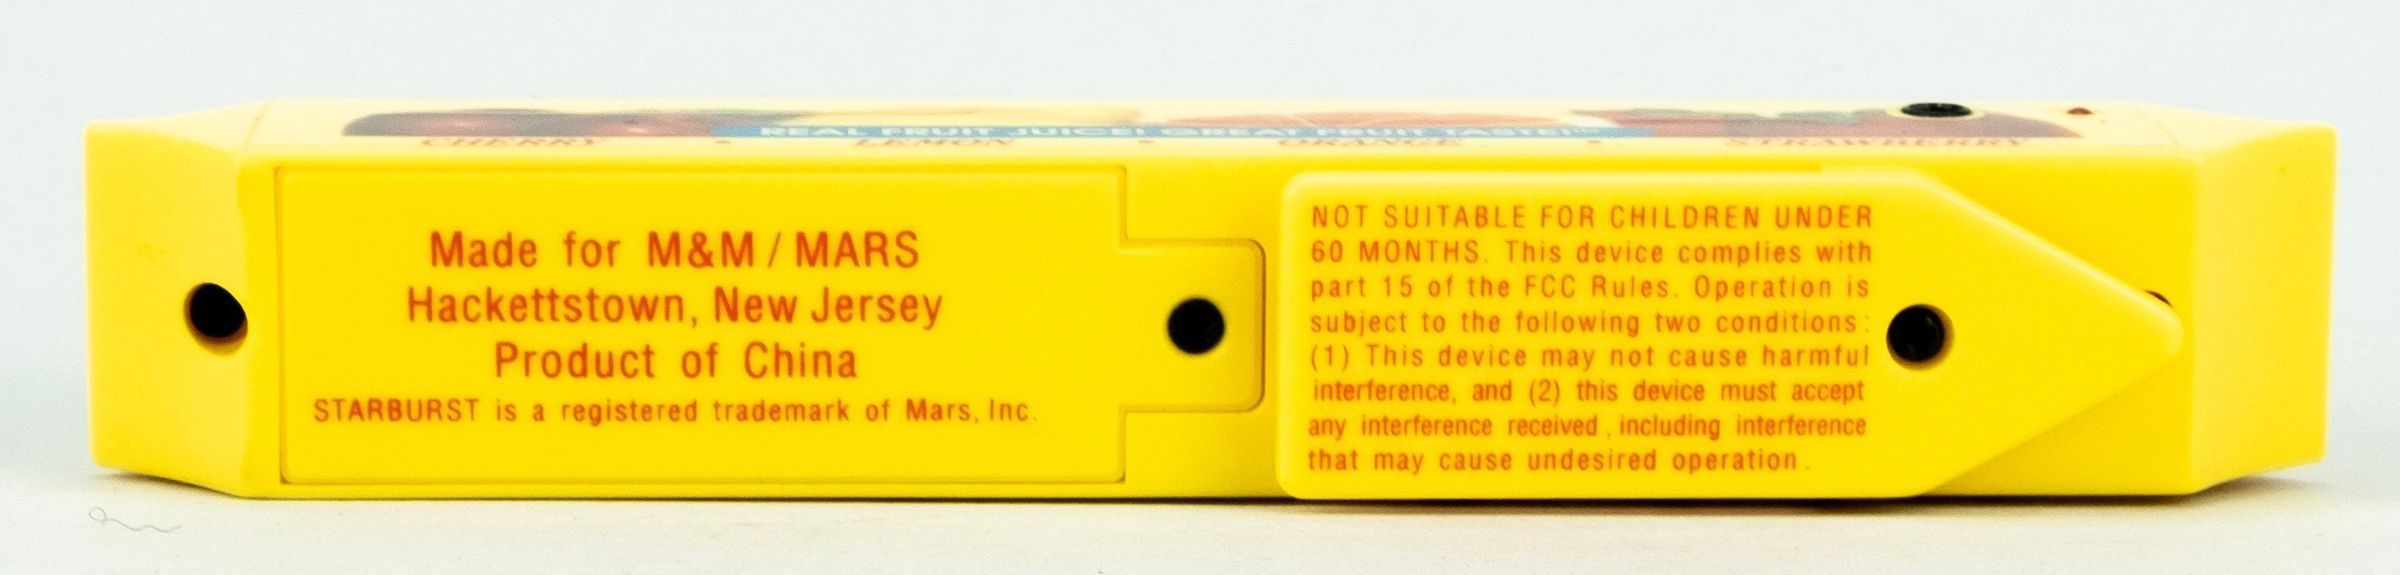 REAL FRUIT JUICE! GREAT FRUIT TASTE!™
CHERRY • LEMON • ORANGE • STRAWBERRY
Made for M&M / MARS
Hackettstown, New Jersey
Product of China
STARBURST is a registered trademark of Mars, Inc.
NOT SUITABLE FOR CHILDREN UNDER
60 MONTHS. This device complies with
part 15 of the FCC Rules. Operation is
subject to the following two conditions:
(1) This device may not cause harmful
interference, and (2) this device must accept
any interference received, including interference
that may cause undesired operation.